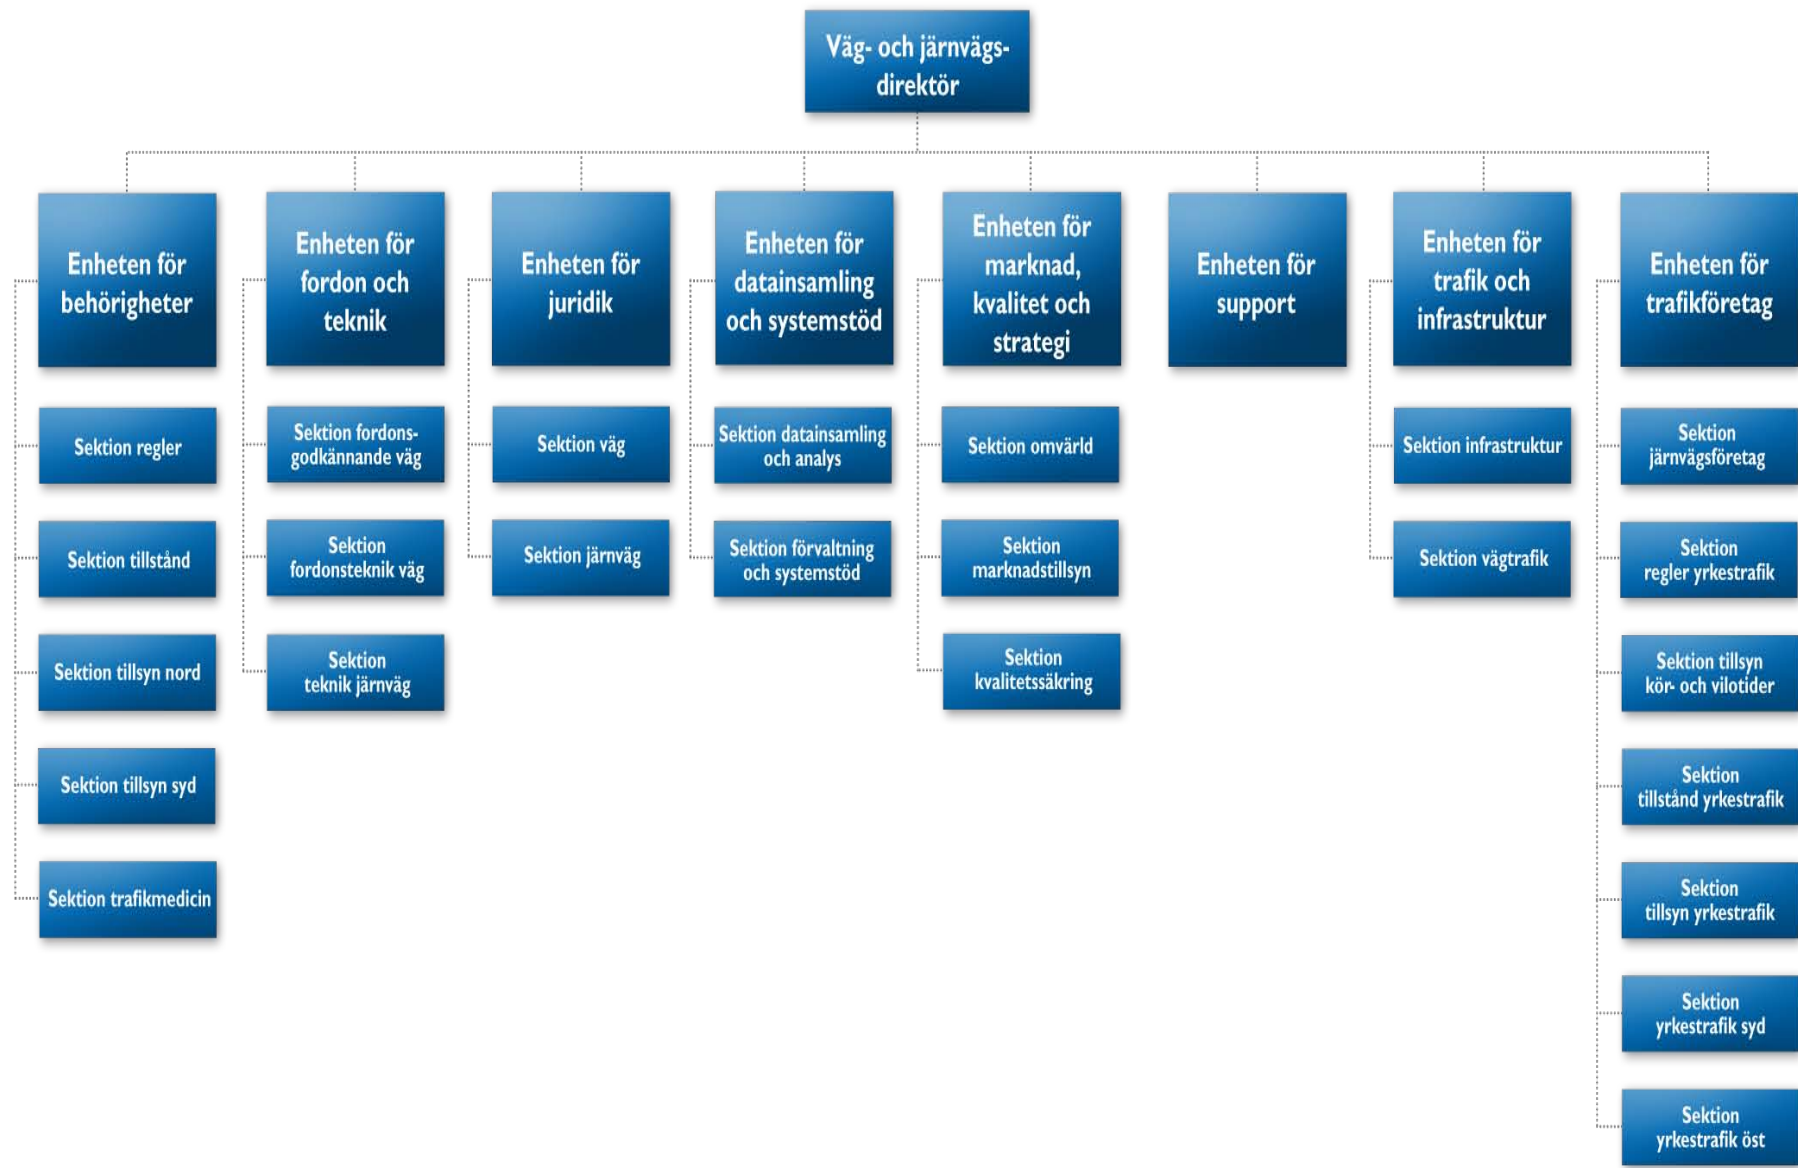 Väg- och järnvägs-
direktör
Enheten för
behörigheter
Sektion regler
Sektion tillstånd
Sektion tillsyn nord
Sektion tillsyn syd
Sektion trafikmedicin
Enheten för
fordon och
teknik
Sektion fordons-
godkännande väg
Sektion
fordonsteknik väg
Sektion
teknik järnväg
Enheten för
juridik
Sektion väg
Sektion järnväg
Enheten för
datainsamling
och systemstöd
Sektion datainsamling
och analys
Sektion förvaltning
och systemstöd
Enheten för
marknad,
kvalitet och
strategi
Sektion omvärld
Sektion
marknadstillsyn
Sektion
kvalitetssäkring
Enheten för
support
Enheten för
trafik och
infrastruktur
Sektion infrastruktur
Sektion vägtrafik
Enheten för
trafikföretag
Sektion
järnvägsföretag
Sektion
regler yrkestrafik
Sektion tillsyn
kör- och vilotider
Sektion
tillstånd yrkestrafik
Sektion
tillsyn yrkestrafik
Sektion
yrkestrafik syd
Sektion
yrkestrafik öst